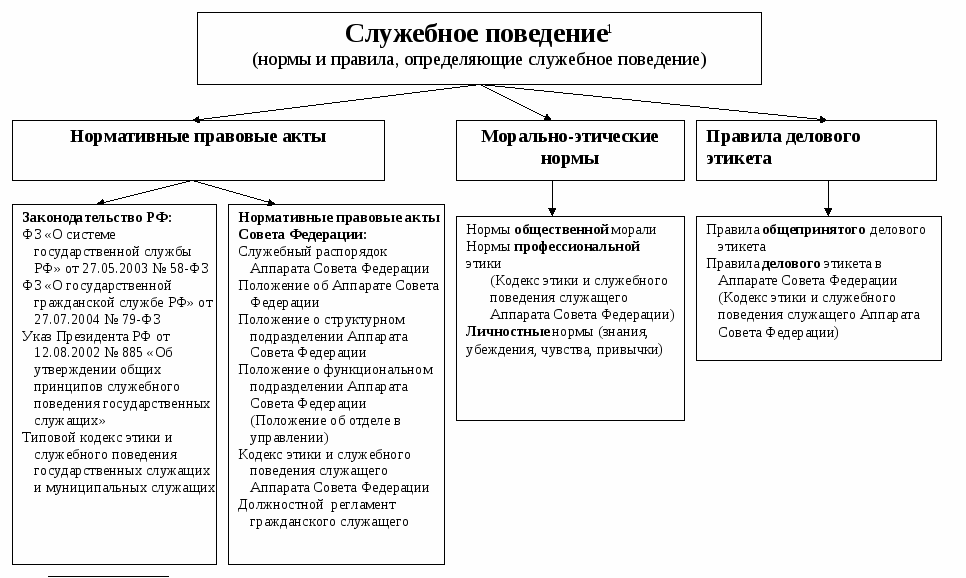 Служебное поведение¹
(нормы и правила, определяющие служебное поведение)
Нормативные правовые акты
Морально-этические
нормы
Правила делового
этикета
Законодательство РФ:
ФЗ «О системе
государственной службы
РФ» от 27.05.2003 № 58-ФЗ
ФЗ «О государственной
гражданской службе РФ» от
27.07.2004 № 79-ФЗ
Указ Президента РФ от
12.08.2002 № 885 «Об
утверждении общих
принципов служебного
поведения государственных
служащих»
Типовой кодекс этики и
служебного поведения
государственных служащих
и муниципальных служащих
Нормативные правовые акты
Совета Федерации:
Служебный распорядок
Аппарата Совета Федерации
Положение об Аппарате Совета
Федерации
Положение о структурном
подразделении Аппарата
Совета Федерации
Положение о функциональном
подразделении Аппарата
Совета Федерации
(Положение об отделе в
управлении)
Кодекс этики и служебного
поведения служащего
Аппарата Совета Федерации
Должностной регламент
гражданского служащего
Нормы общественной морали
Нормы профессиональной
этики
(Кодекс этики и служебного
поведения служащего
Аппарата Совета Федерации)
Личностные нормы (знания,
убеждения, чувства, привычки)
Правила общепринятого делового
этикета
Правила делового этикета в
Аппарате Совета Федерации
(Кодекс этики и служебного
поведения служащего Аппарата
Совета Федерации)